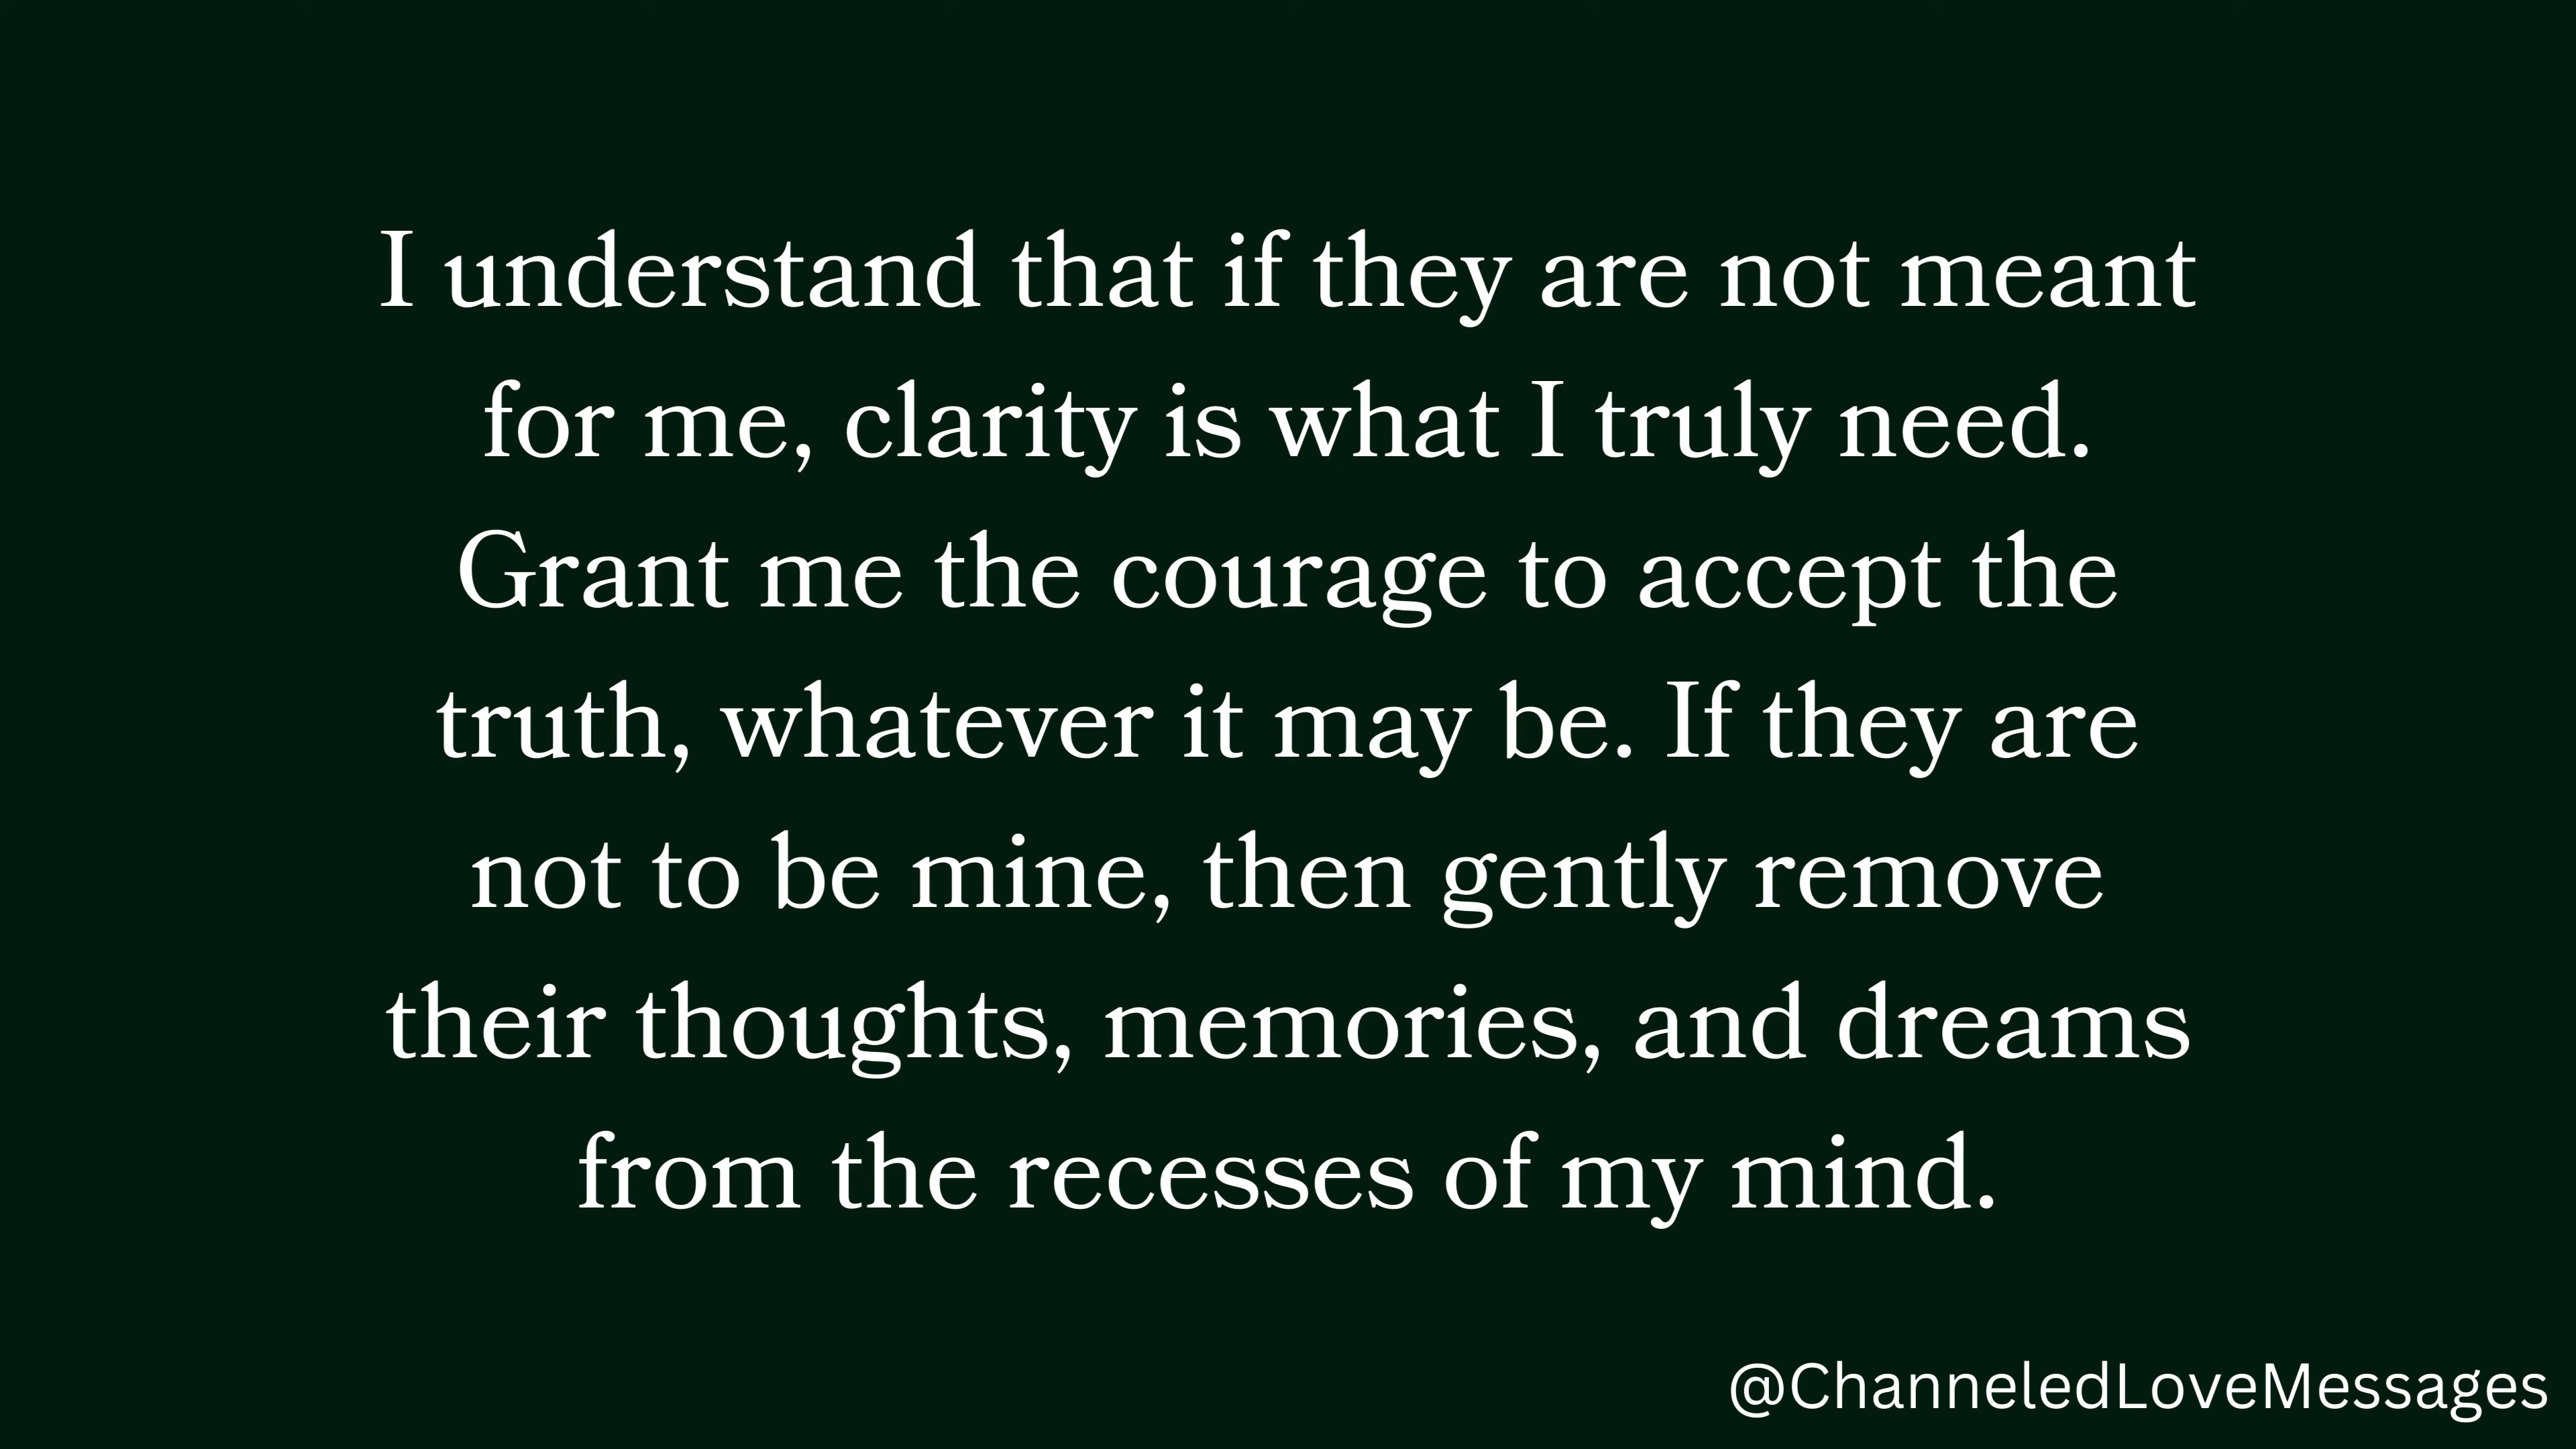 I understand that if they are not meant
for me, clarity is what I truly need.
Grant me the courage to accept the
truth, whatever it may be. If they are
not to be mine, then gently remove
their thoughts, memories, and dreams
from the recesses of my mind.
@ChanneledLoveMessages